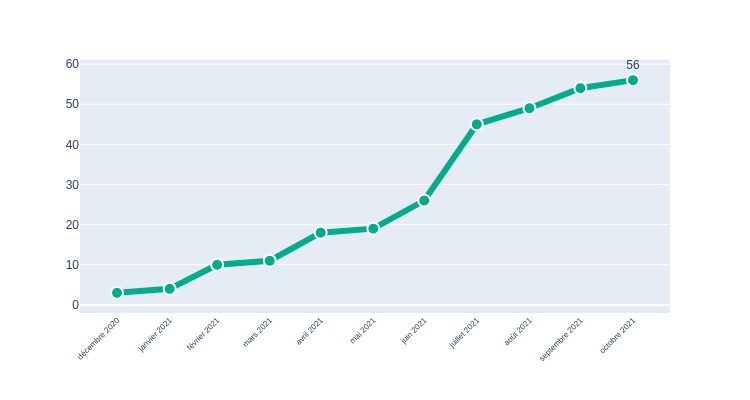 56
60
50
40
30
20
10
0
décembre 2020
janvier 2021
février 2021
mars 2021
avril 2021
mai 2021
juin 2021
juillet 2021
août 2021
septembre 2021
octobre 2021